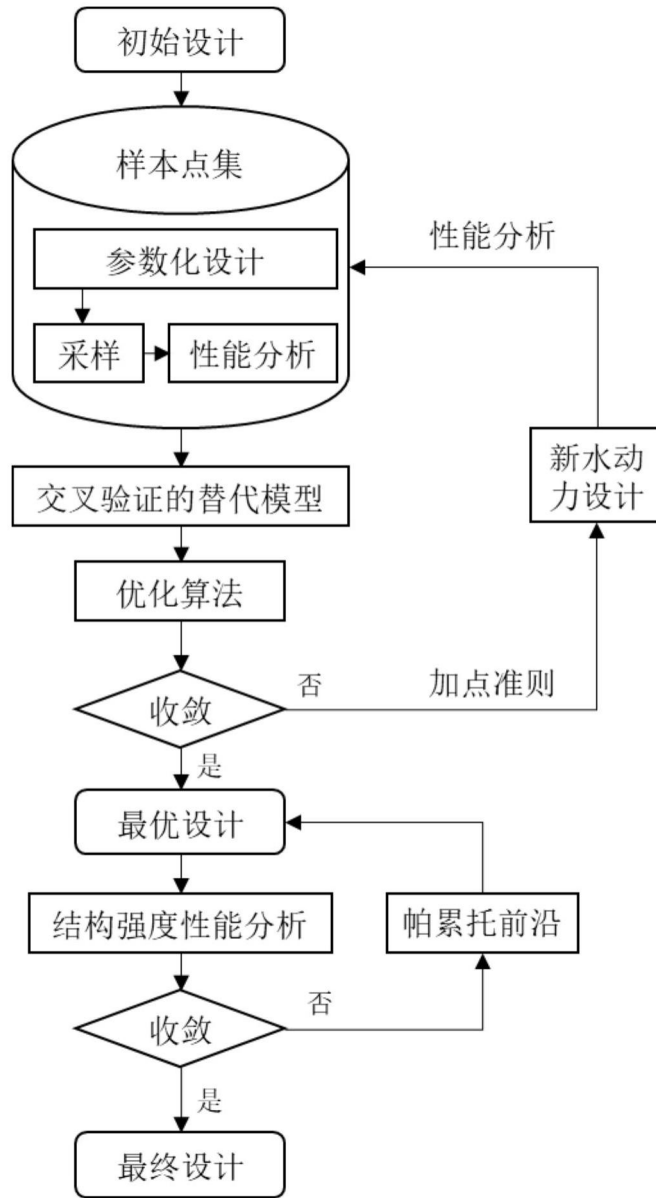 初始设计
样本点集
参数化设计
采样
性能分析
性能分析
新水动
力设计
交叉验证的替代模型
优化算法
收敛
否
加点准则
是
最优设计
结构强度性能分析
帕累托前沿
收敛
否
是
最终设计